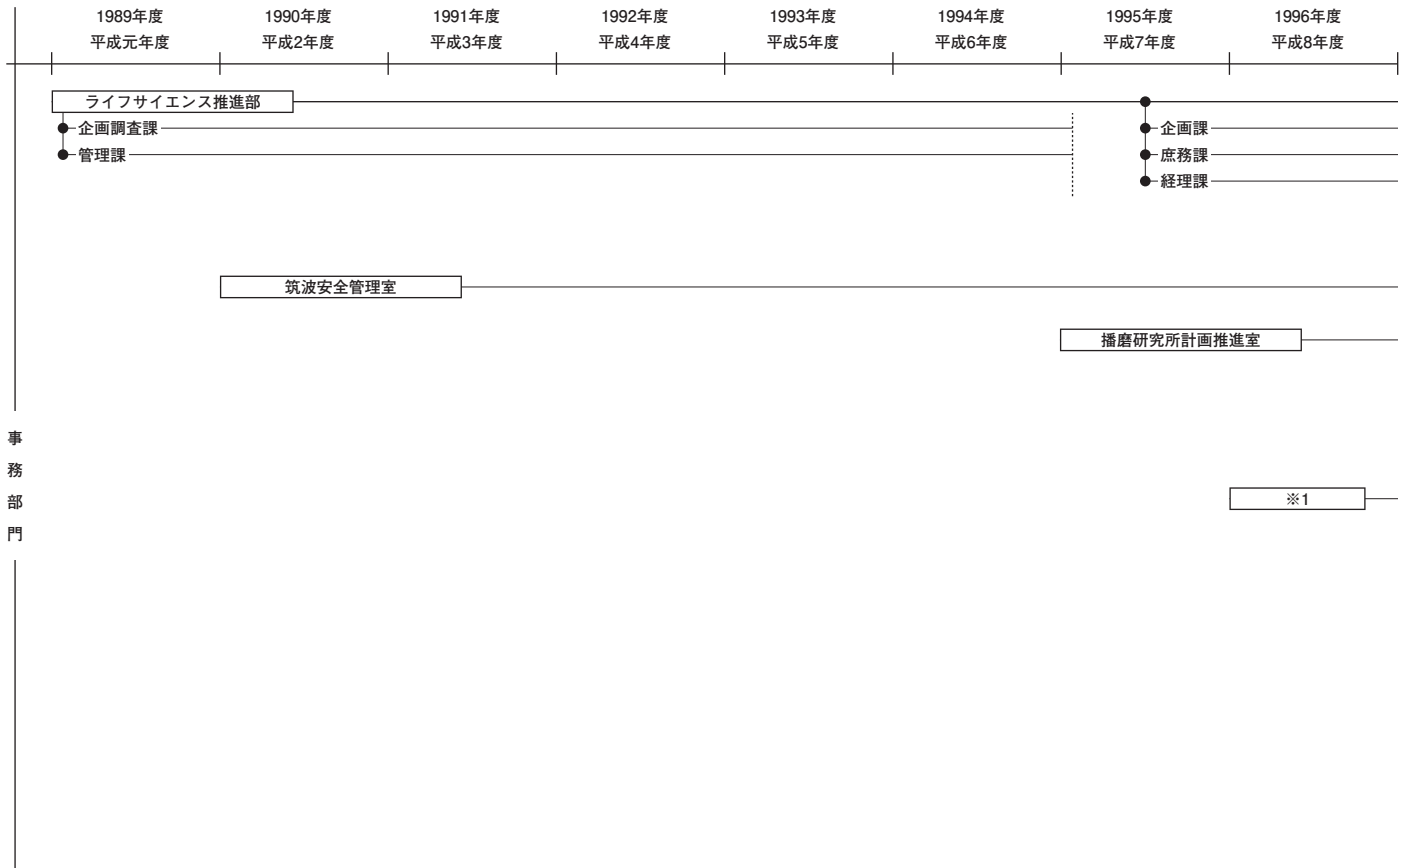 1989年度 1990年度 1991年度 1992年度 1993年度 1994年度 1995年度 1996年度
平成元年度 平成2年度 平成3年度 平成4年度 平成5年度 平成6年度 平成7年度 平成8年度
ライフサイエンス推進部
企画調査課 企画課
管理課 庶務課
経理課
筑波安全管理室
播磨研究所計画推進室
事務部門
※1